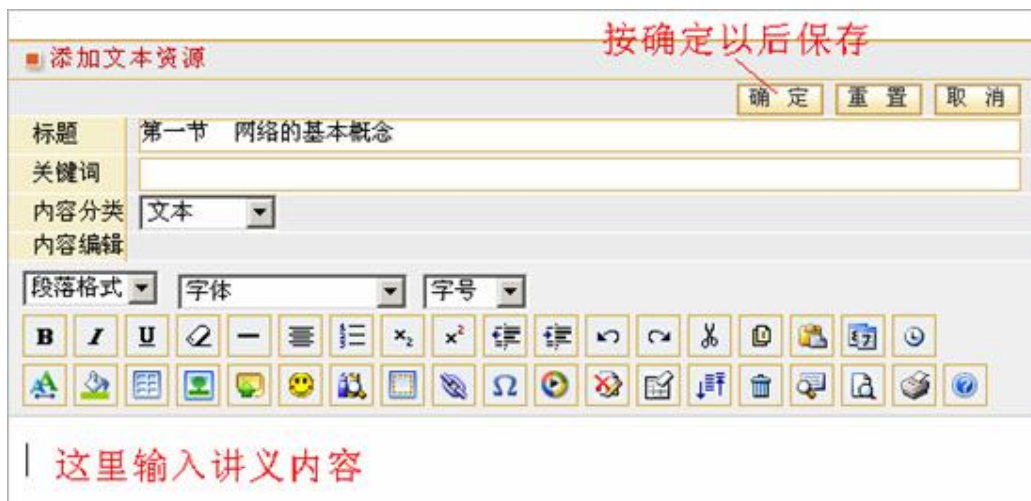 按确定以后保存
添加文本资源
确 定 重 置 取 消
标题 第一节 网络的基本概念
关键词
内容分类 文本
内容编辑
段落格式 字体 字号
B I U x₂ x²
Ω
这里输入讲义内容